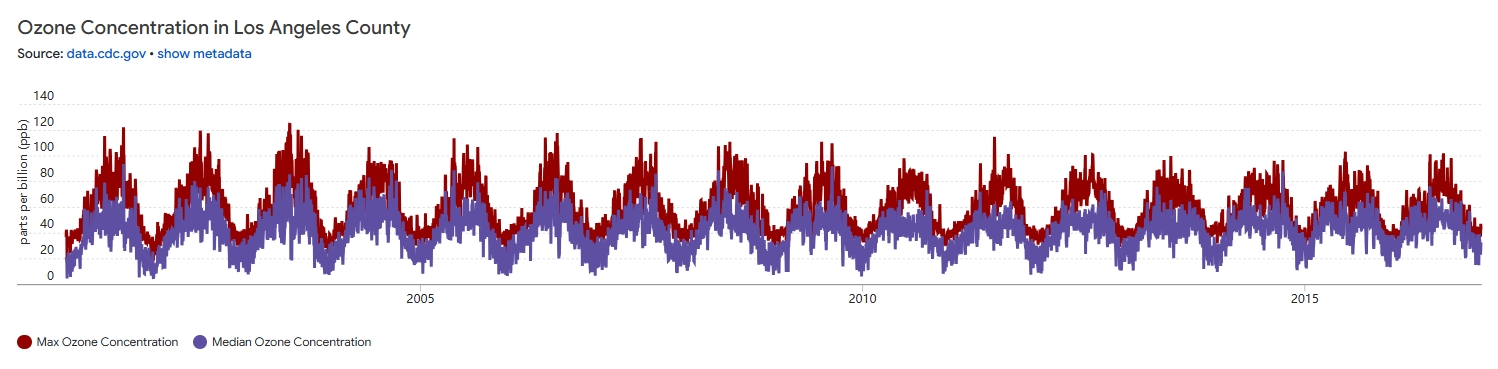 Ozone Concentration in Los Angeles County
Source: data.cdc.gov • show metadata
140
120
100
80
60
40
20
0
parts per billion (ppb)
2005
2010
2015
Max Ozone Concentration
Median Ozone Concentration